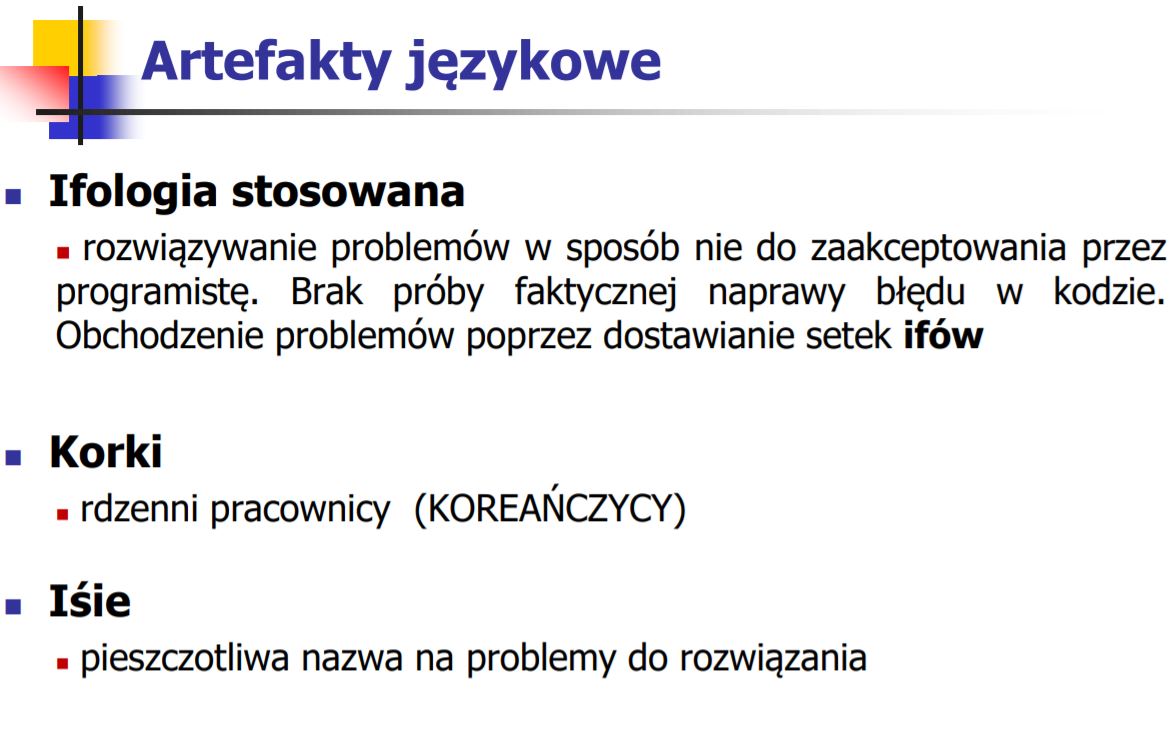 Artefakty językowe
Ifologia stosowana
rozwiązywanie problemów w sposób nie do zaakceptowania przez
programistę. Brak próby faktycznej naprawy błędu w kodzie.
Obchodzenie problemów poprzez dostawianie setek ifów
Korki
rdzenni pracownicy (KOREAŃCZYCY)
Iśie
pieszczotliwa nazwa na problemy do rozwiązania